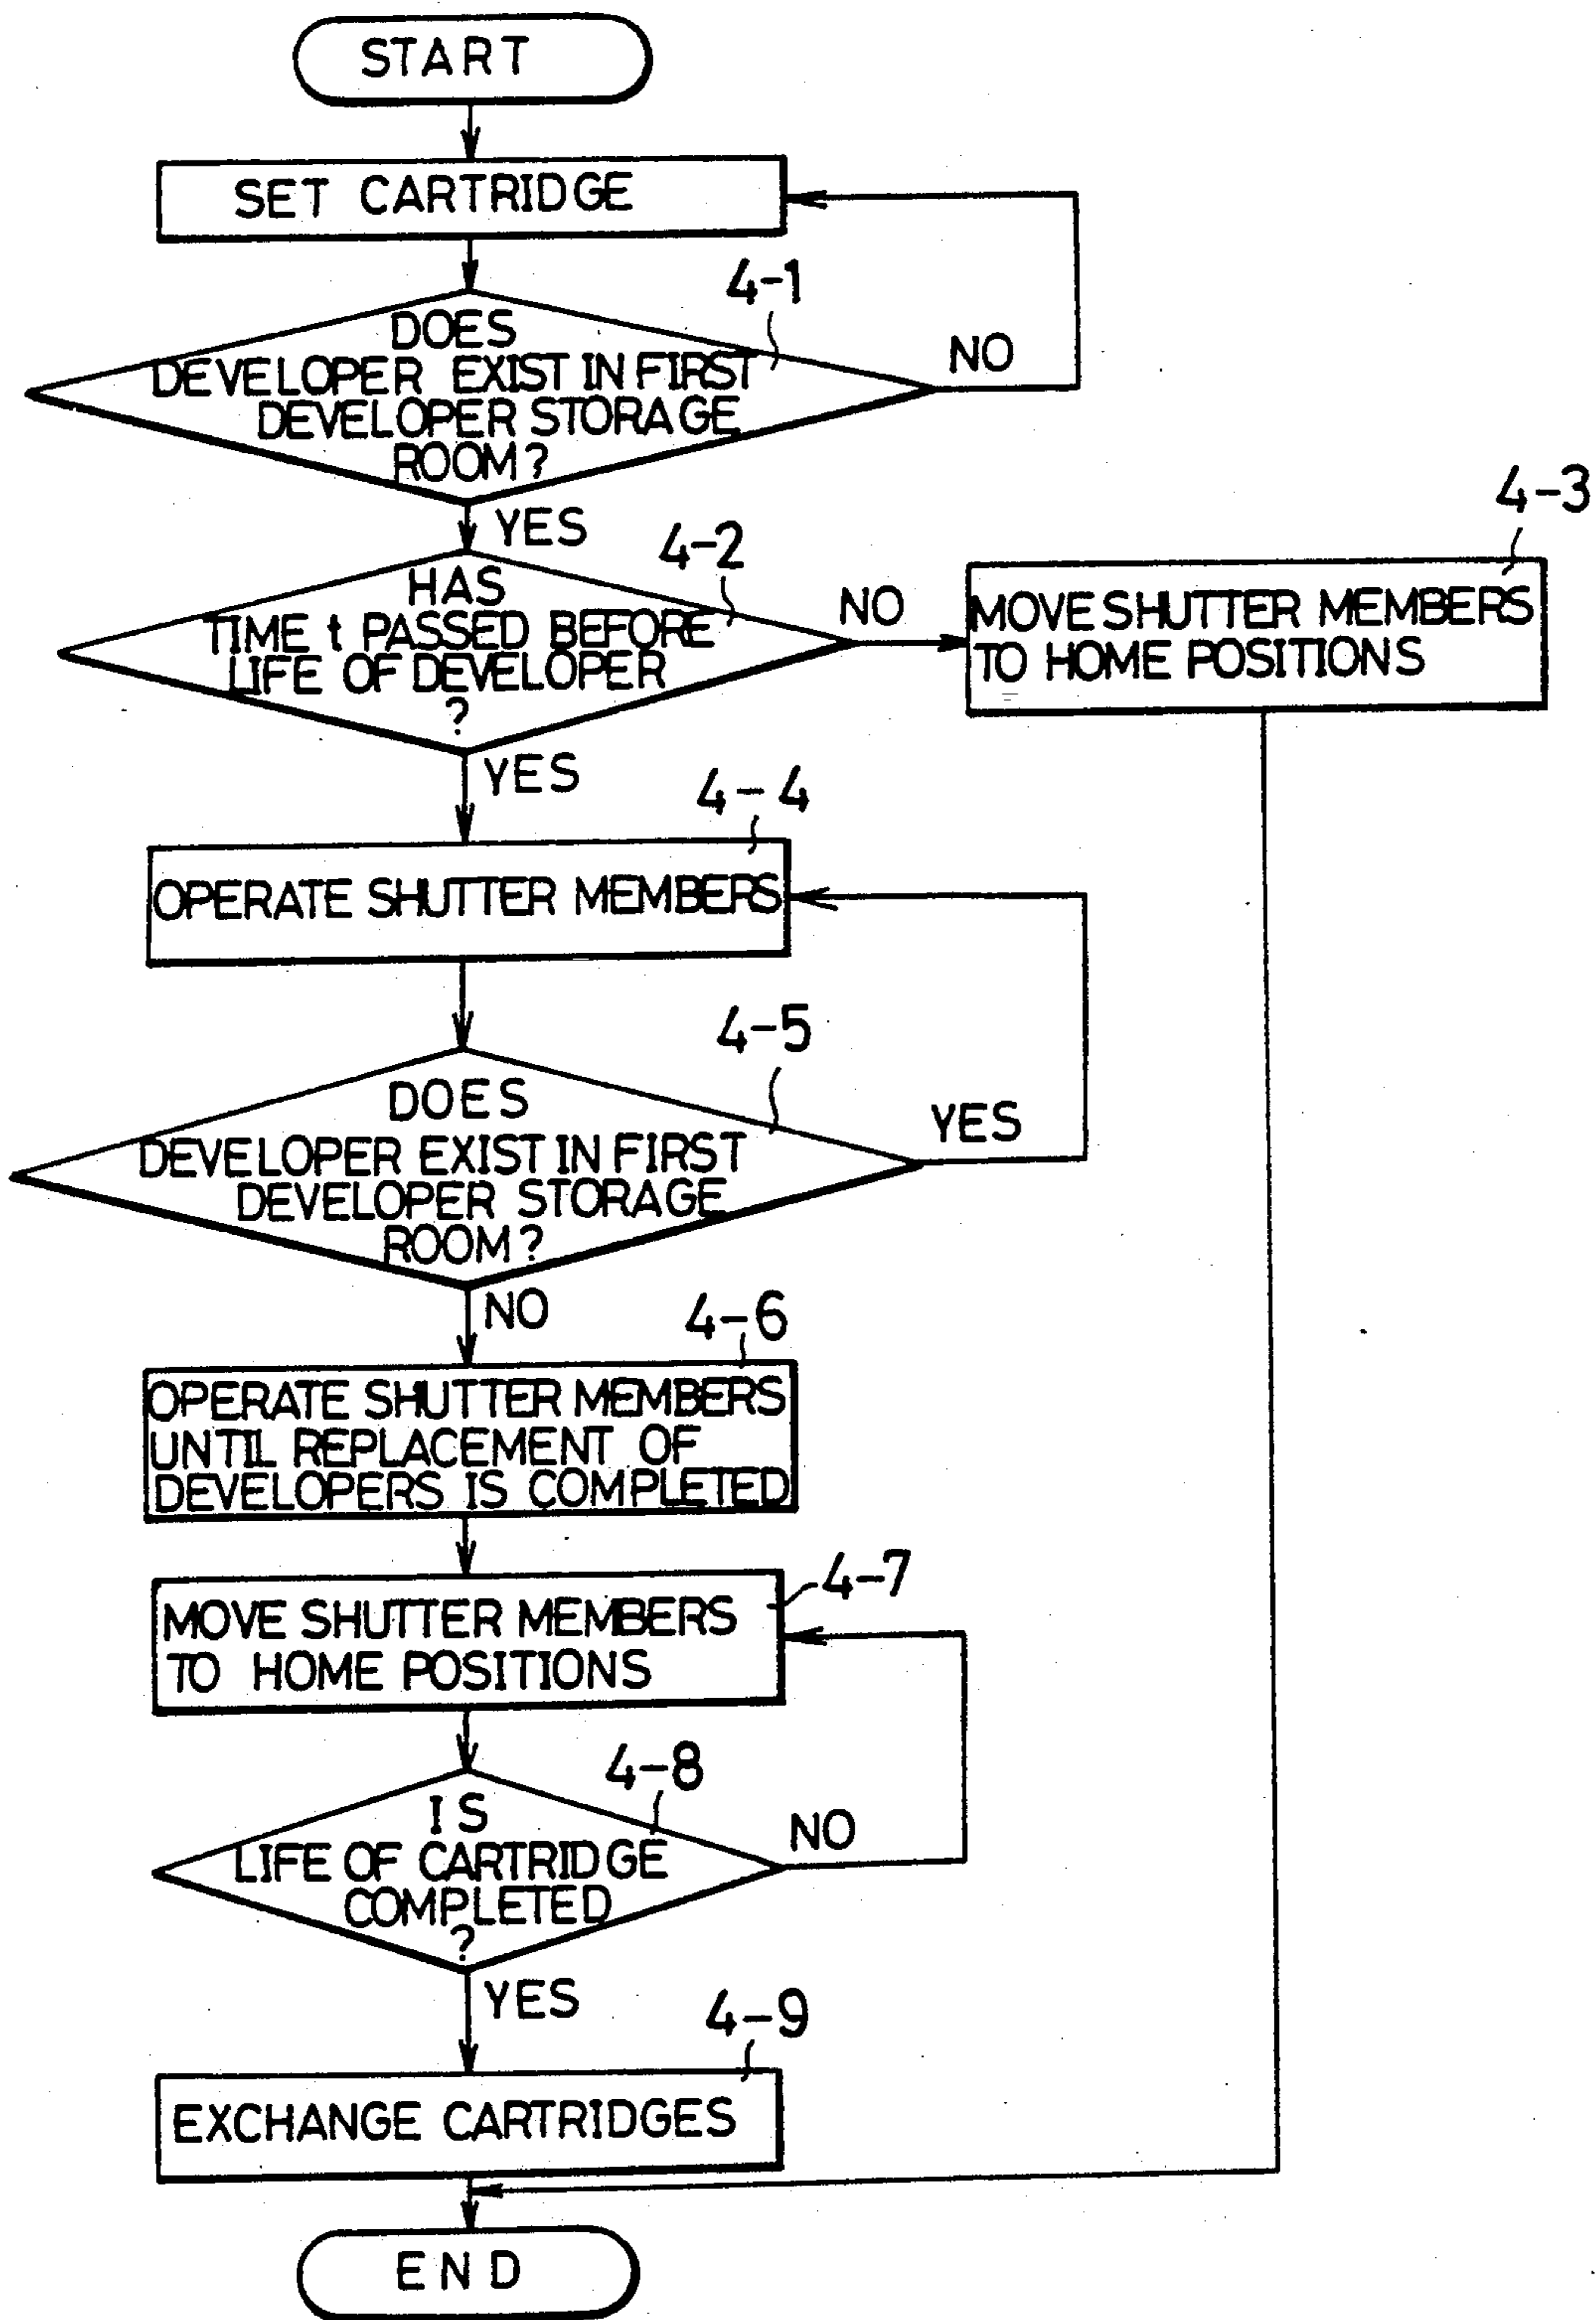 START
SET CARTRIDGE
4-1
DOES
DEVELOPER EXIST IN FIRST
DEVELOPER STORAGE
ROOM?
NO
YES
4-2
HAS
TIME t PASSED BEFORE
LIFE OF DEVELOPER
?
NO
4-3
MOVE SHUTTER MEMBERS
TO HOME POSITIONS
YES
4-4
OPERATE SHUTTER MEMBERS
4-5
DOES
DEVELOPER EXIST IN FIRST
DEVELOPER STORAGE
ROOM?
YES
NO
4-6
OPERATE SHUTTER MEMBERS
UNTIL REPLACEMENT OF
DEVELOPERS IS COMPLETED
4-7
MOVE SHUTTER MEMBERS
TO HOME POSITIONS
4-8
IS
LIFE OF CARTRIDGE
COMPLETED
?
NO
YES
4-9
EXCHANGE CARTRIDGES
END